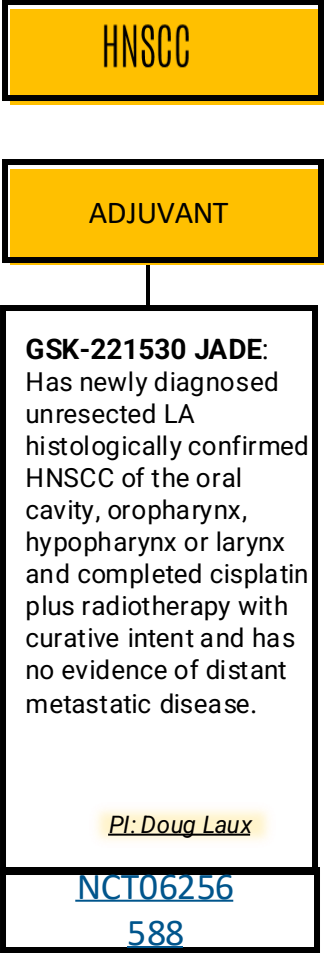 HNSCC
ADJUVANT
GSK-221530 JADE:
Has newly diagnosed
unresected LA
histologically confirmed
HNSCC of the oral
cavity, oropharynx,
hypopharynx or larynx
and completed cisplatin
plus radiotherapy with
curative intent and has
no evidence of distant
metastatic disease.
PI: Doug Laux
NCT06256
588